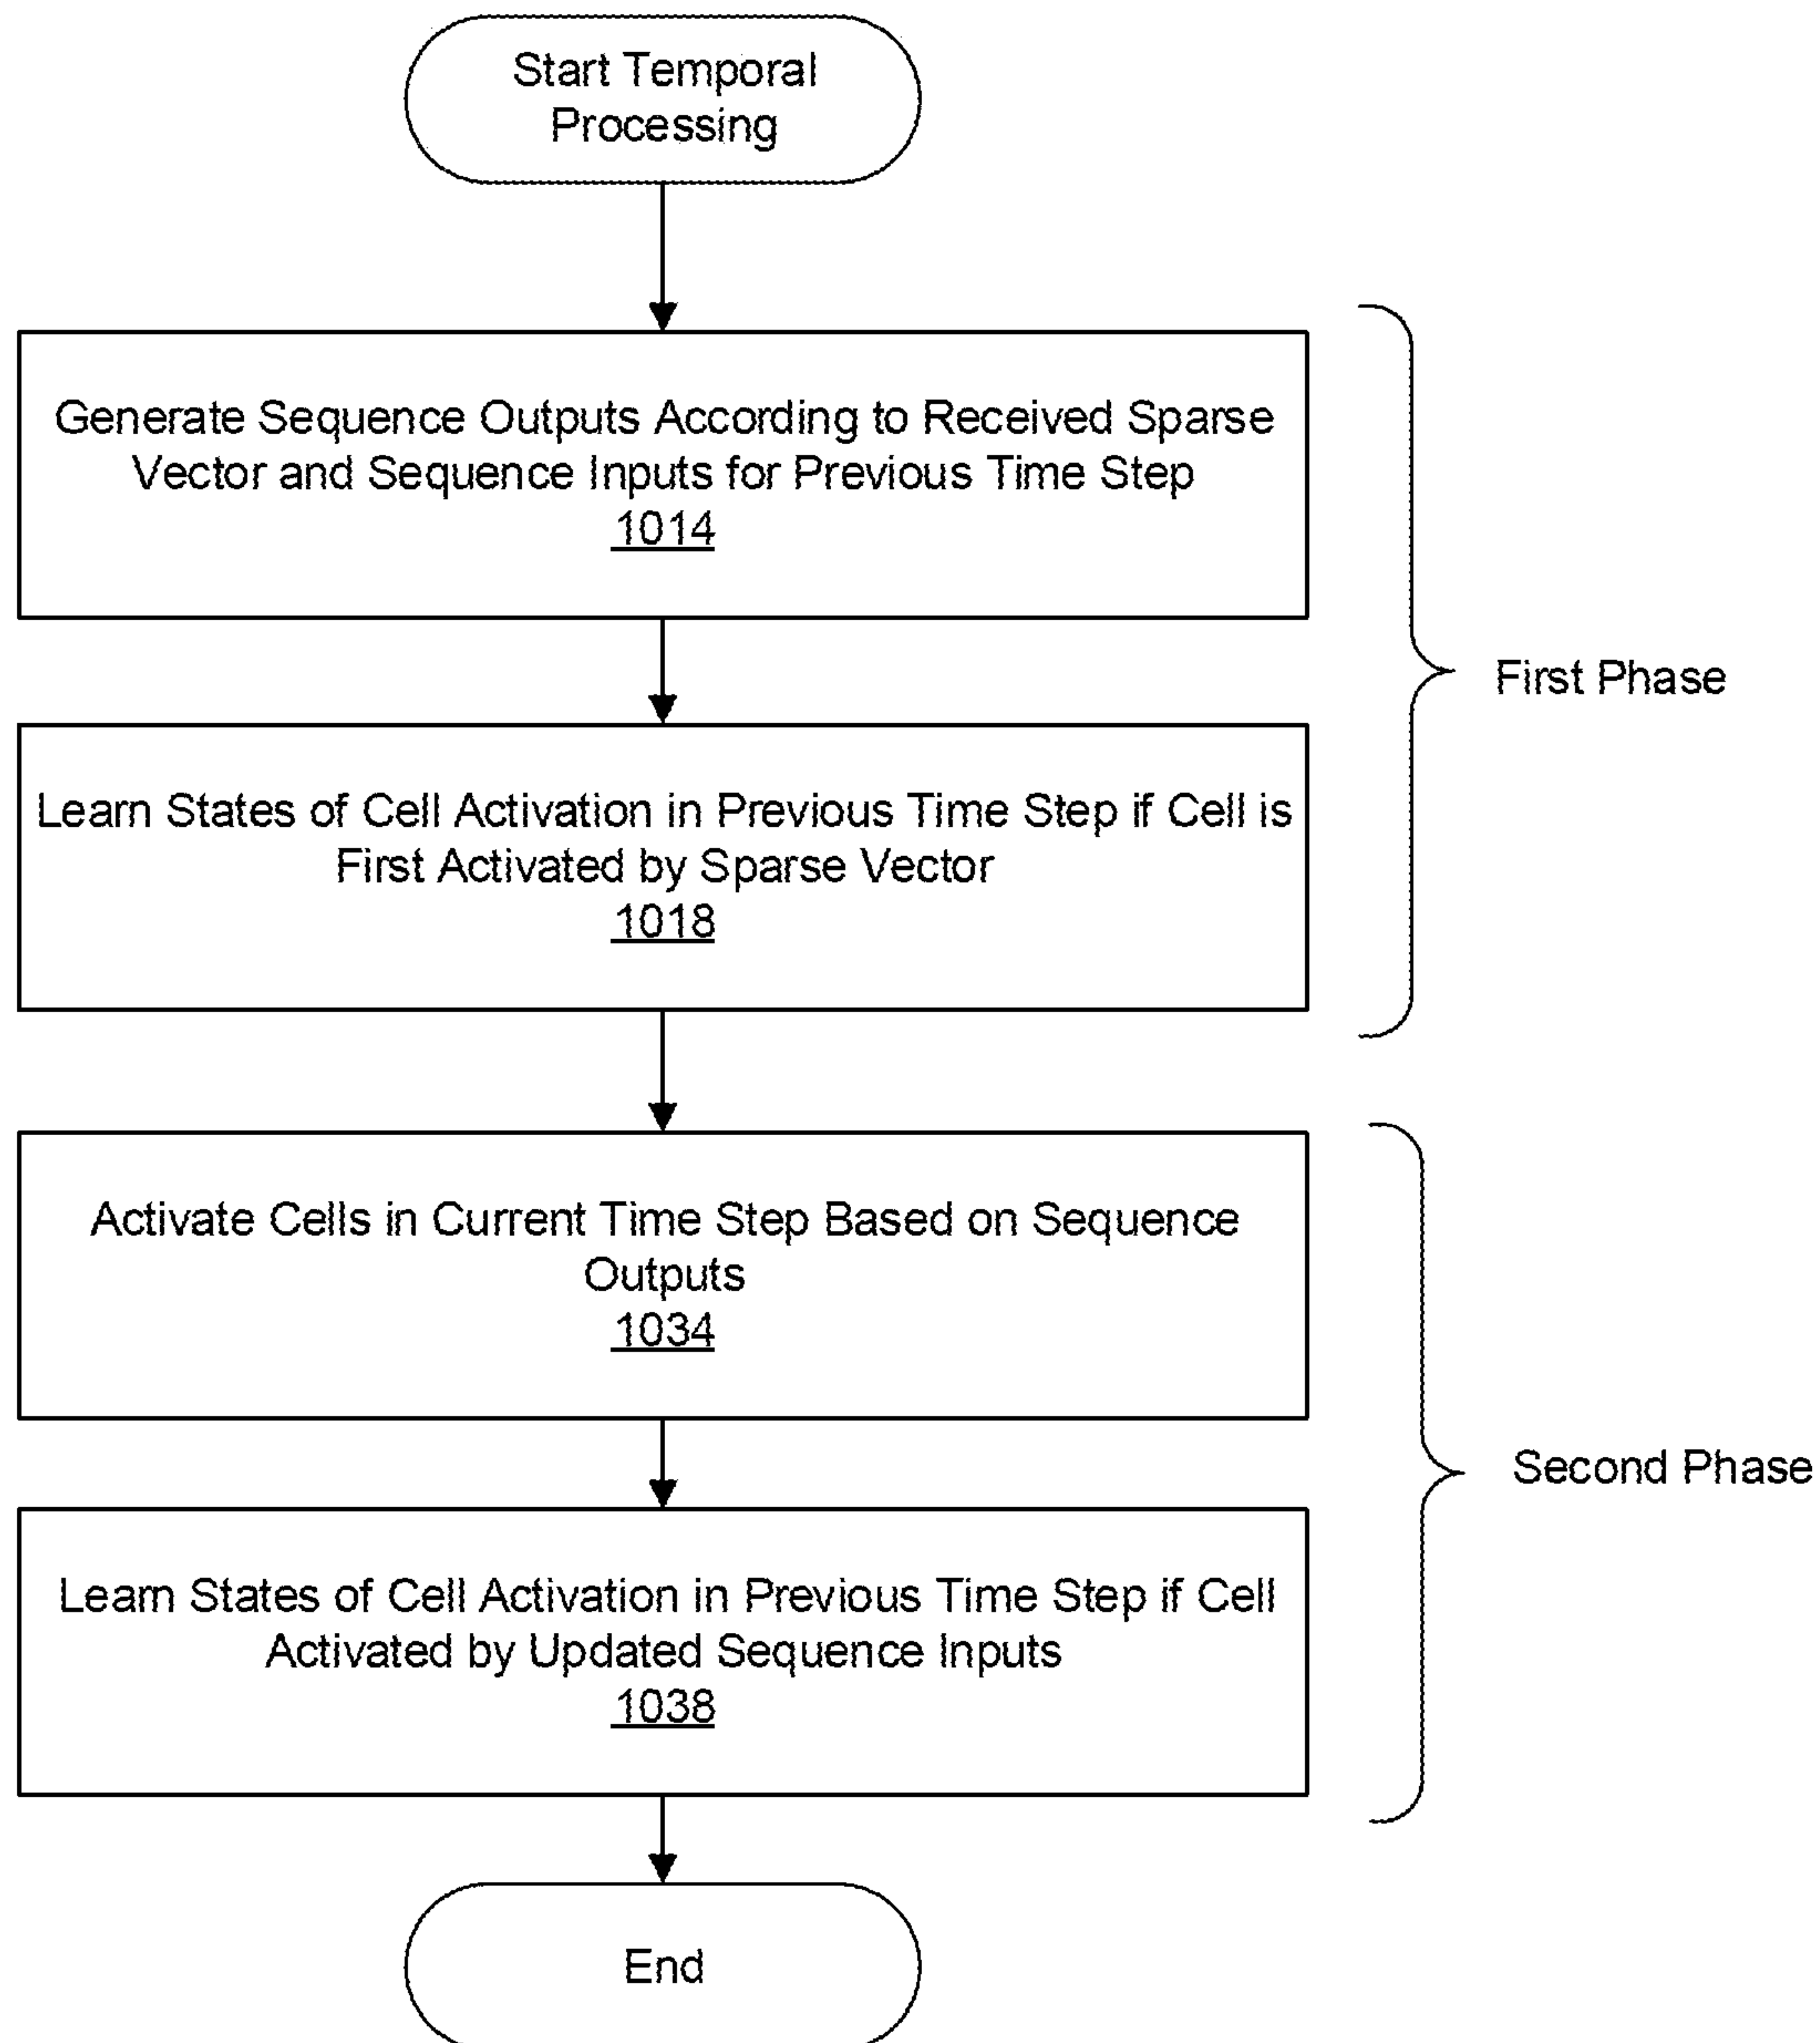 Start Temporal
Processing
Generate Sequence Outputs According to Received Sparse
Vector and Sequence Inputs for Previous Time Step
1014
First Phase
Learn States of Cell Activation in Previous Time Step if Cell is
First Activated by Sparse Vector
1018
Activate Cells in Current Time Step Based on Sequence
Outputs
1034
Second Phase
Learn States of Cell Activation in Previous Time Step if Cell
Activated by Updated Sequence Inputs
1038
End